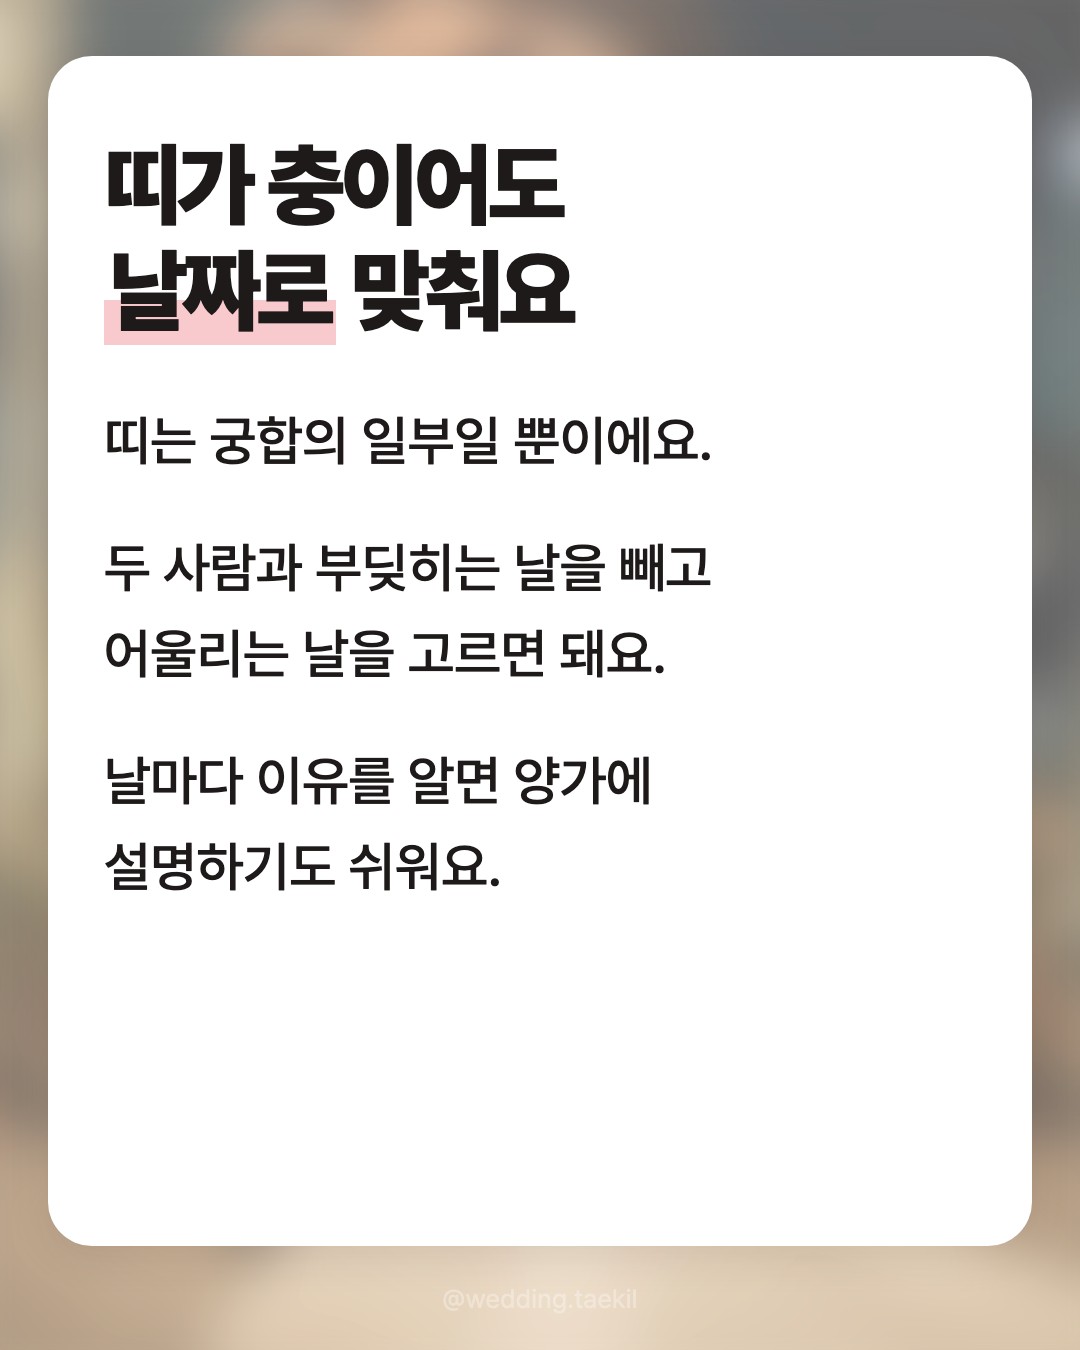 띠가 충이어도
날짜로 맞춰요
띠는 궁합의 일부일 뿐이에요.
두 사람과 부딪히는 날을 빼고
어울리는 날을 고르면 돼요.
날마다 이유를 알면 양가에
설명하기도 쉬워요.
@wedding.taekil